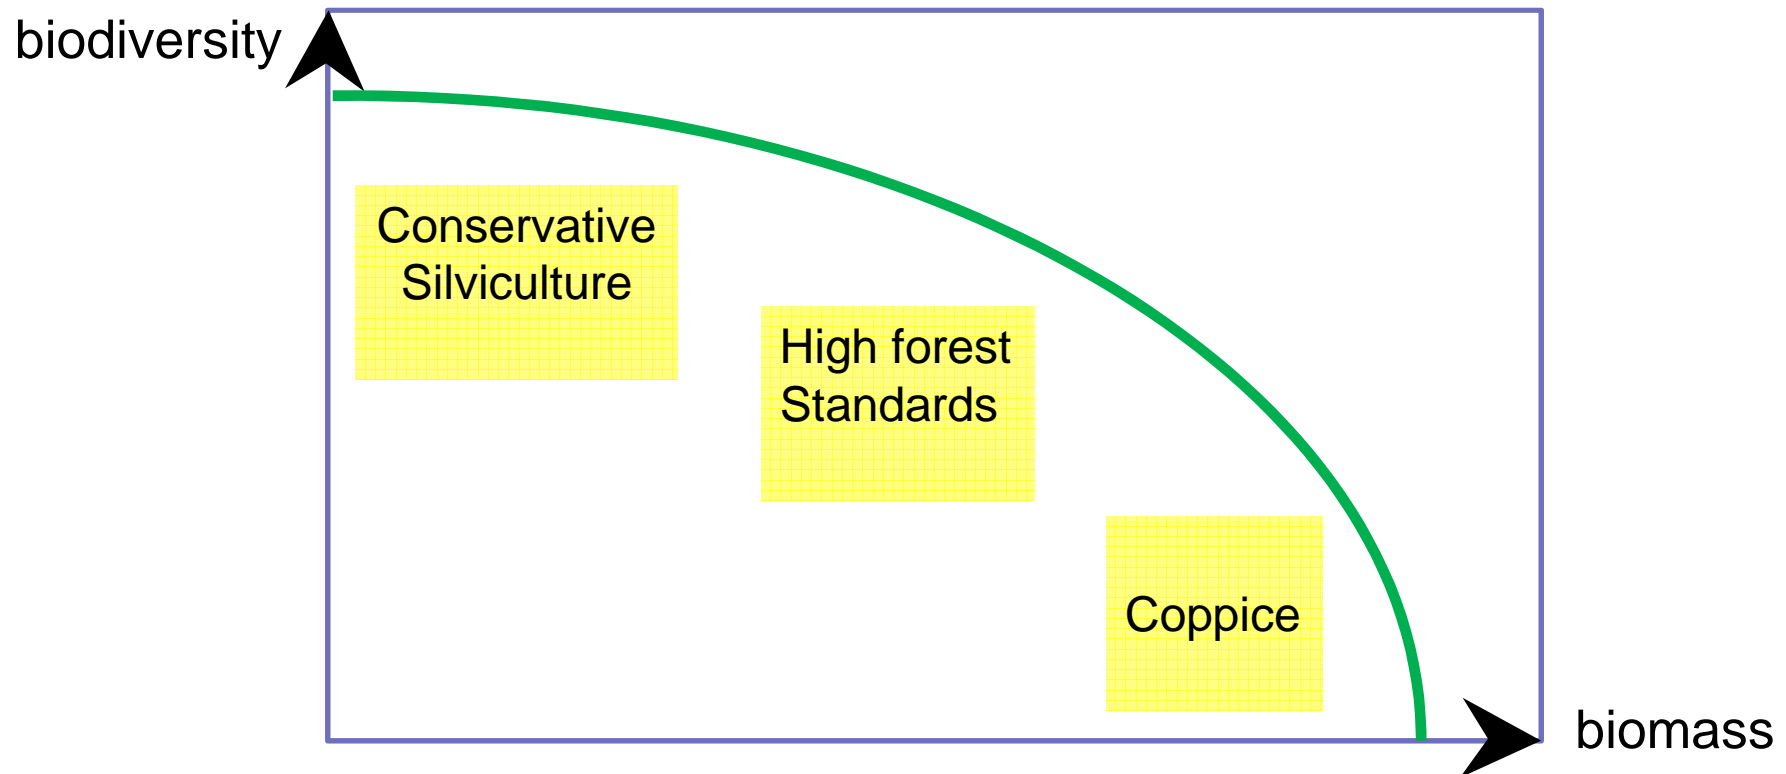 biodiversity
Conservative
Silviculture
High forest
Standards
Coppice
biomass